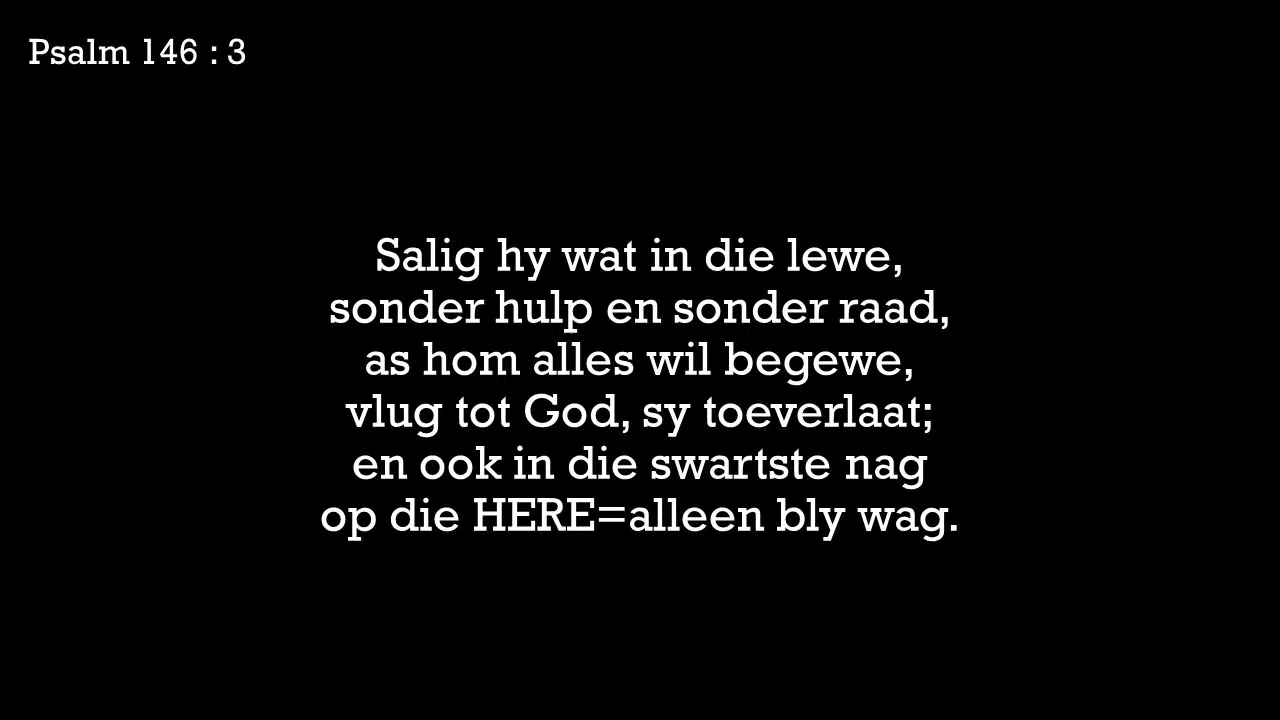 Psalm 146 : 3
Salig hy wat in die lewe,
sonder hulp en sonder raad,
as hom alles wil begewe,
vlug tot God, sy toeverlaat;
en ook in die swartste nag
op die HERE=alleen bly wag.